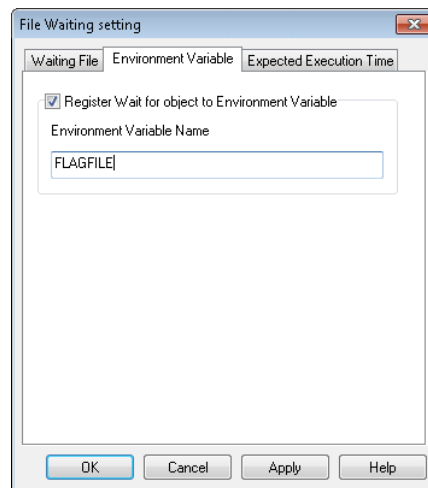 File Waiting setting
Waiting File
Environment Variable
Expected Execution Time
Register Wait for object to Environment Variable
Environment Variable Name
FLAGFILE
OK
Cancel
Apply
Help